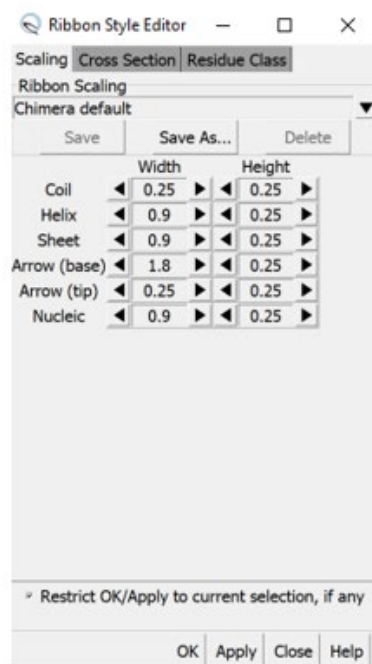 Ribbon Style Editor
Scaling Cross Section Residue Class
Ribbon Scaling
Chimera default
Save Save As... Delete
Width Height
Coil 0.25 0.25
Helix 0.9 0.25
Sheet 0.9 0.25
Arrow (base) 1.8 0.25
Arrow (tip) 0.25 0.25
Nucleic 0.9 0.25
Restrict OK/Apply to current selection, if any
OK Apply Close Help